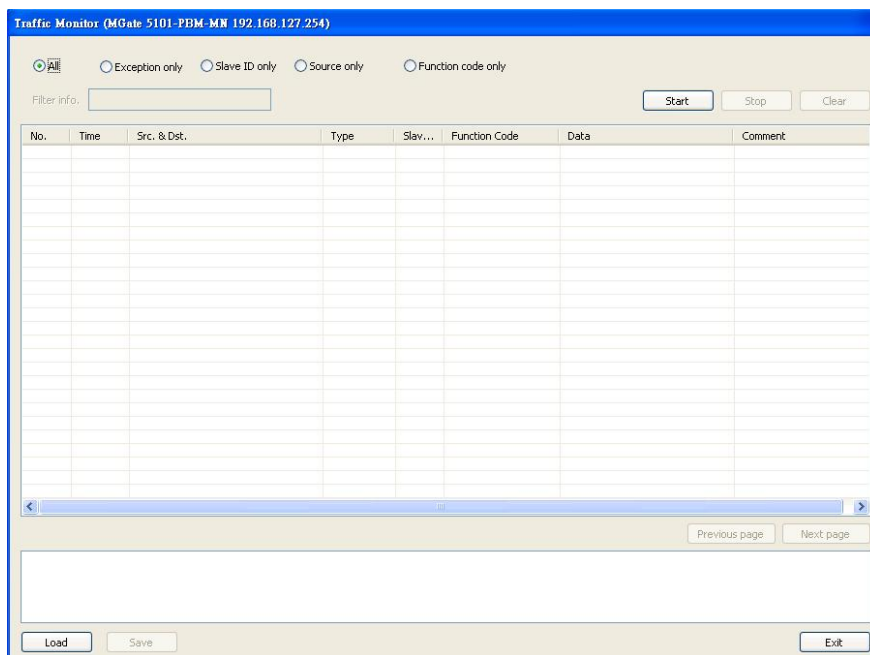 Traffic Monitor (MGate 5101-PBM-MN 192.168.127.254)
All Exception only Slave ID only Source only Function code only
Filter info. Start Stop Clear
No. Time Src. & Dst. Type Slav... Function Code Data Comment
Previous page Next page
Load Save Exit